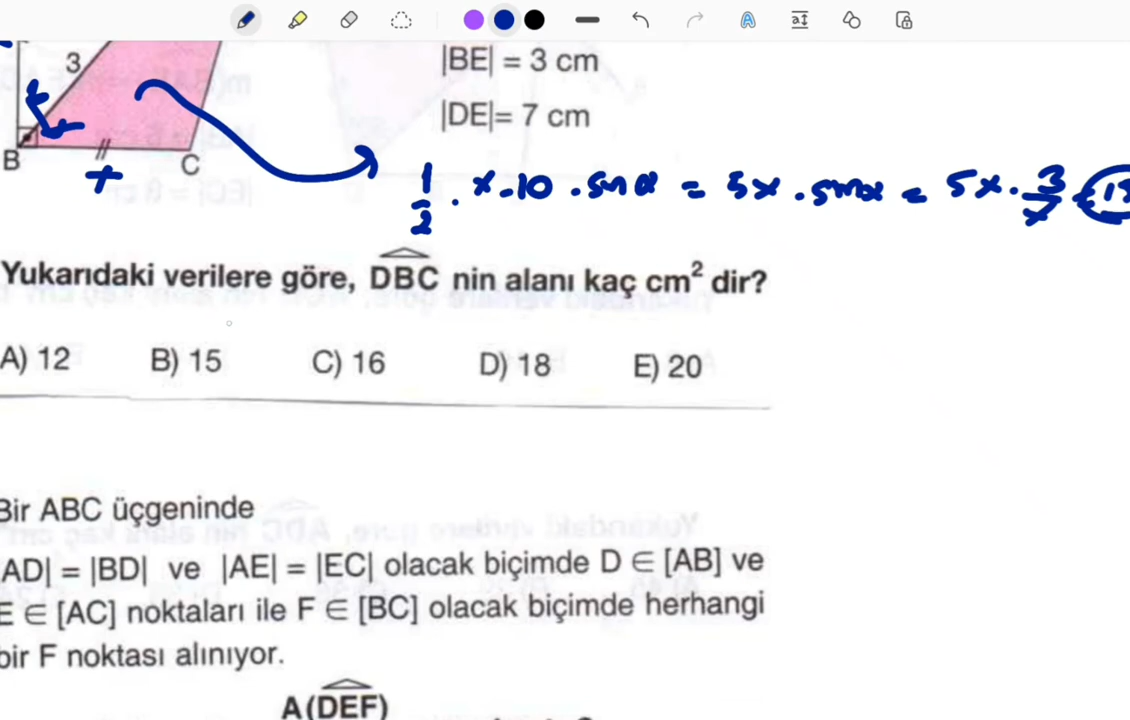 3
|BE| = 3 cm
|DE|= 7 cm
B
C
x
1/2 . x . 10 . sin α = 5x . sin α = 5x . 3/x = 15
Yukarıdaki verilere göre, DBC nin alanı kaç cm² dir?
A) 12 B) 15 C) 16 D) 18 E) 20
Bir ABC üçgeninde
|AD| = |BD| ve |AE| = |EC| olacak biçimde D ∈ [AB] ve
E ∈ [AC] noktaları ile F ∈ [BC] olacak biçimde herhangi
bir F noktası alınıyor.
A(DEF)